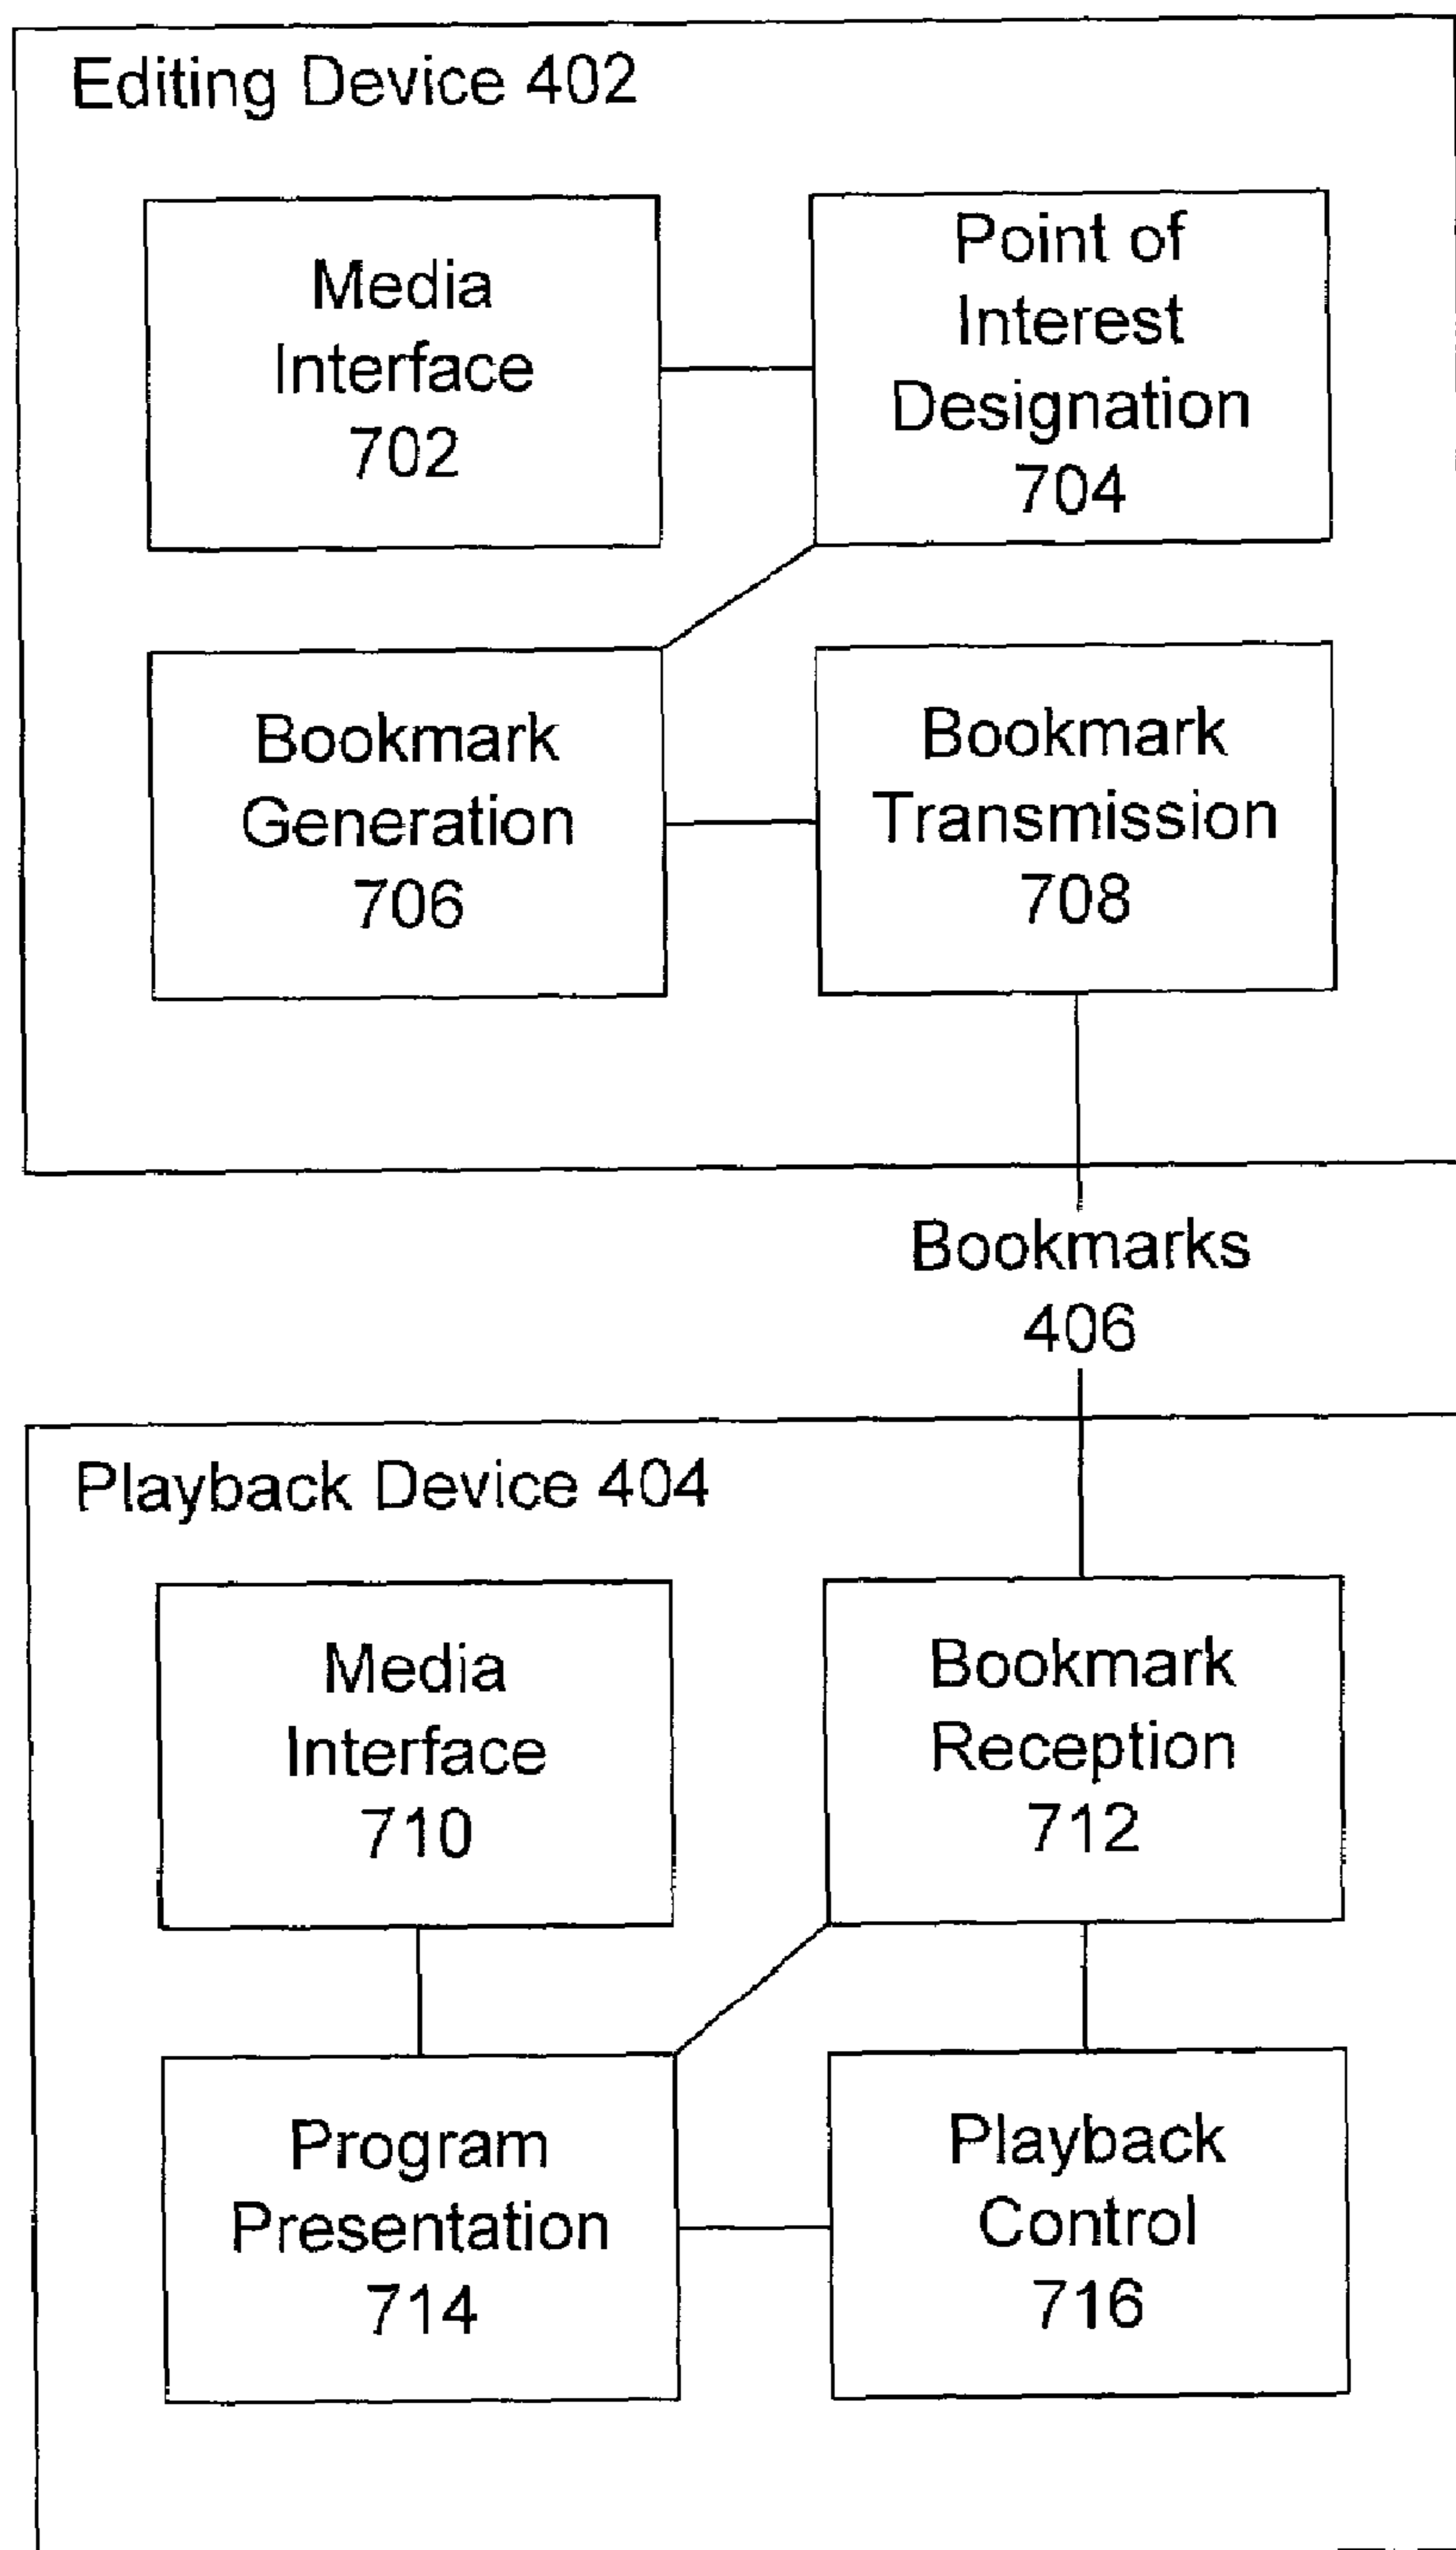 Editing Device 402
Media
Interface
702
Point of
Interest
Designation
704
Bookmark
Generation
706
Bookmark
Transmission
708
Bookmarks
406
Playback Device 404
Media
Interface
710
Bookmark
Reception
712
Program
Presentation
714
Playback
Control
716